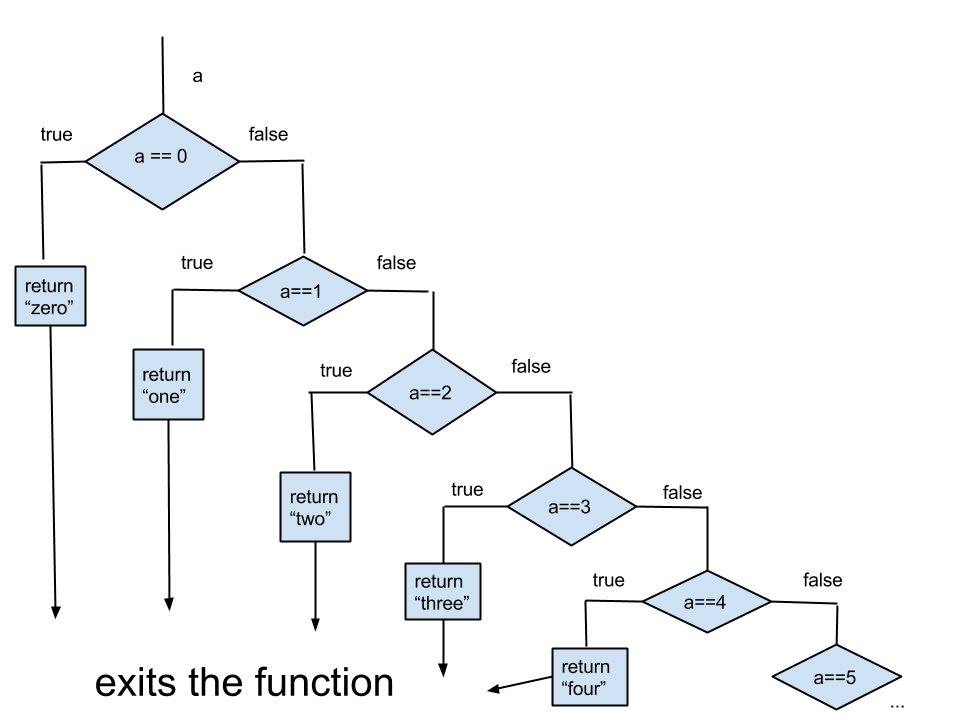 a
true
false
a == 0
true
false
return
“zero”
a==1
true
false
return
“one”
a==2
true
false
return
“two”
a==3
true
false
return
“three”
a==4
return
“four”
a==5
exits the function
...